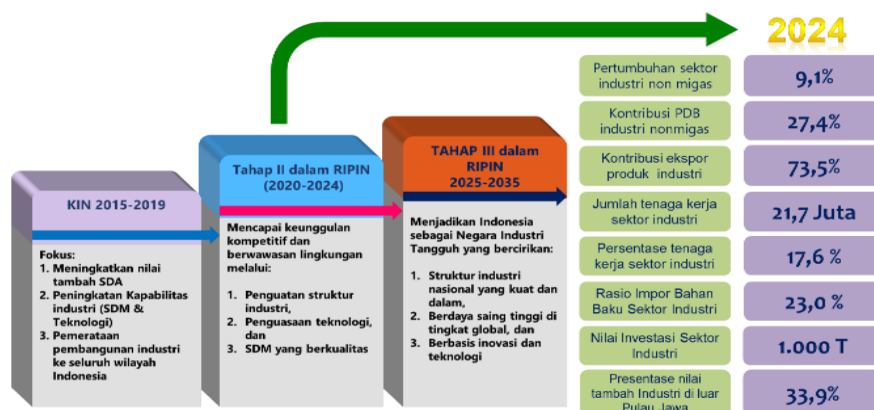 KIN 2015-2019
Fokus:
1. Meningkatkan nilai
tambah SDA
2. Peningkatan Kapabilitas
industri (SDM &
Teknologi)
3. Pemerataan
pembangunan industri
ke seluruh wilayah
Indonesia
Tahap II dalam RIPIN
(2020-2024)
Mencapai keunggulan
kompetitif dan
berwawasan lingkungan
melalui:
1. Penguatan struktur
industri,
2. Penguasaan teknologi,
dan
3. SDM yang berkualitas
TAHAP III dalam
RIPIN
2025-2035
Menjadikan Indonesia
sebagai Negara Industri
Tangguh yang bercirikan:
1. Struktur industri
nasional yang kuat dan
dalam,
2. Berdaya saing tinggi di
tingkat global, dan
3. Berbasis inovasi dan
teknologi
2024
Pertumbuhan sektor
industri non migas
9,1%
Kontribusi PDB
industri nonmigas
27,4%
Kontribusi ekspor
produk industri
73,5%
Jumlah tenaga kerja
sektor industri
21,7 Juta
Persentase tenaga
kerja sektor industri
17,6 %
Rasio Impor Bahan
Baku Sektor Industri
23,0 %
Nilai Investasi Sektor
Industri
1.000 T
Presentase nilai
tambah Industri di luar
Pulau Jawa
33,9%